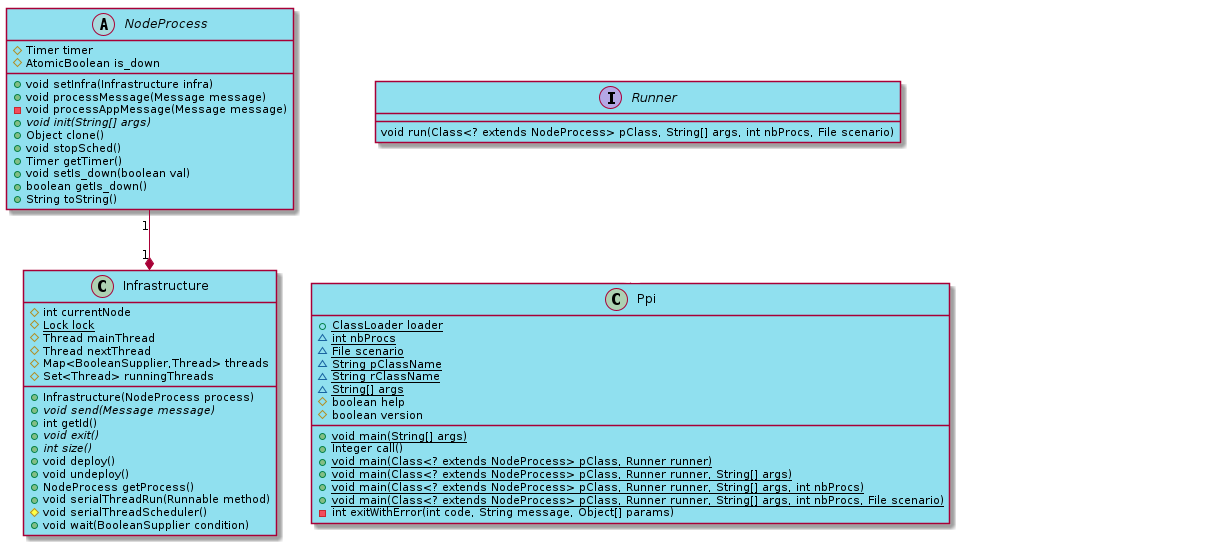 A NodeProcess
Timer timer
AtomicBoolean is_down
void setInfra(Infrastructure infra)
void processMessage(Message message)
void processAppMessage(Message message)
void init(String[] args)
Object clone()
void stopSched()
Timer getTimer()
void setIs_down(boolean val)
boolean getIs_down()
String toString()
I Runner
void run(Class<? extends NodeProcess> pClass, String[] args, int nbProcs, File scenario)
1
1
C Infrastructure
int currentNode
Lock lock
Thread mainThread
Thread nextThread
Map<BooleanSupplier,Thread> threads
Set<Thread> runningThreads
Infrastructure(NodeProcess process)
void send(Message message)
int getId()
void exit()
int size()
void deploy()
void undeploy()
NodeProcess getProcess()
void serialThreadRun(Runnable method)
void serialThreadScheduler()
void wait(BooleanSupplier condition)
C Ppi
ClassLoader loader
int nbProcs
File scenario
String pClassName
String rClassName
String[] args
boolean help
boolean version
void main(String[] args)
Integer call()
void main(Class<? extends NodeProcess> pClass, Runner runner)
void main(Class<? extends NodeProcess> pClass, Runner runner, String[] args)
void main(Class<? extends NodeProcess> pClass, Runner runner, String[] args, int nbProcs)
void main(Class<? extends NodeProcess> pClass, Runner runner, String[] args, int nbProcs, File scenario)
int exitWithError(int code, String message, Object[] params)